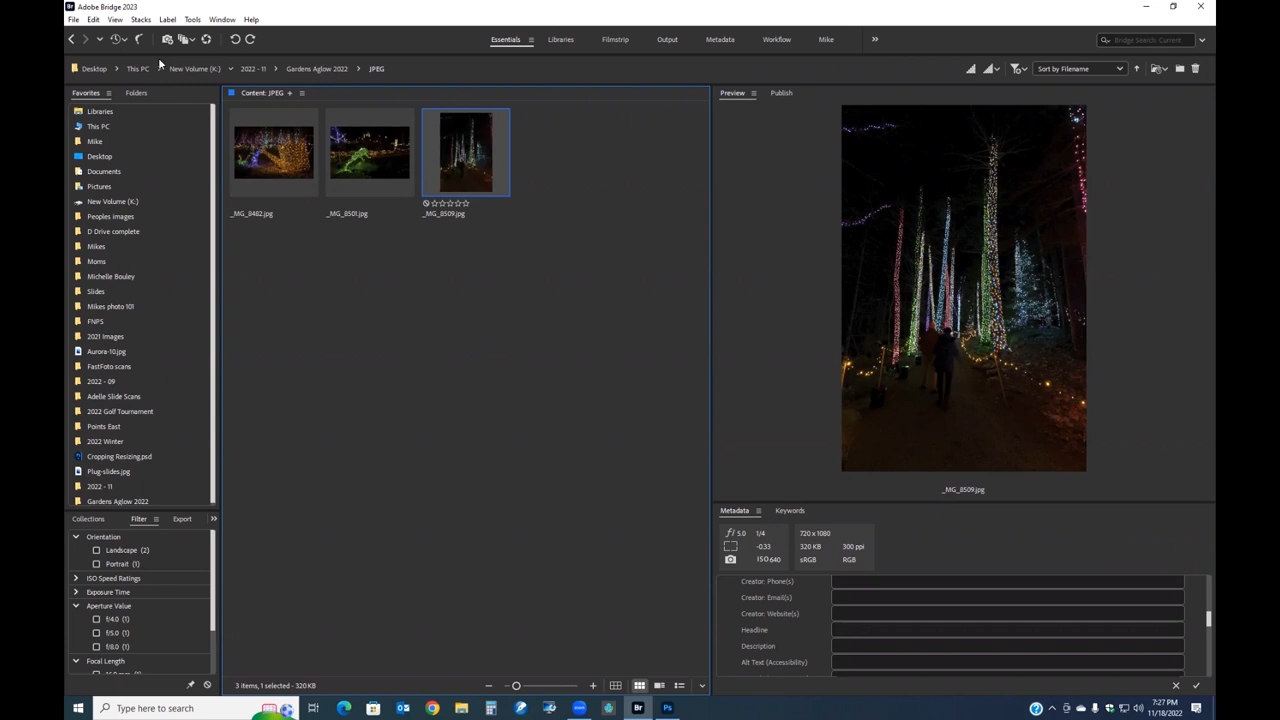 Br Adobe Bridge 2023
File Edit View Stacks Label Tools Window Help
Essentials Libraries Filmstrip Output Metadata Workflow Mike Bridge Search: Current
Desktop This PC New Volume (K:) 2022 - 11 Gardens Aglow 2022 JPEG Sort by Filename
Favorites Folders
Libraries
This PC
Mike
Desktop
Documents
Pictures
New Volume (K:)
Peoples images
D Drive complete
Mikes
Moms
Michelle Bouley
Slides
Mikes photo 101
FNPS
2021 Images
Aurora-10.jpg
FastFoto scans
2022 - 09
Adelle Slide Scans
2022 Golf Tournament
Points East
2022 Winter
Cropping Resizing.psd
Plug-slides.jpg
2022 - 11
Gardens Aglow 2022
Collections Filter Export
Orientation
Landscape (2)
Portrait (1)
ISO Speed Ratings
Exposure Time
Aperture Value
f/4.0 (1)
f/5.0 (1)
f/8.0 (1)
Focal Length
Content: JPEG
_MG_8482.jpg _MG_8501.jpg _MG_8509.jpg
3 items, 1 selected - 320 KB
Preview Publish
_MG_8509.jpg
Metadata Keywords
f/ 5.0 1/4 720 x 1080
-0.33 320 KB 300 ppi
ISO640 sRGB RGB
Creator: Phone(s)
Creator: Email(s)
Creator: Website(s)
Headline
Description
Alt Text (Accessibility)
Type here to search Br Ps 7:27 PM
11/18/2022